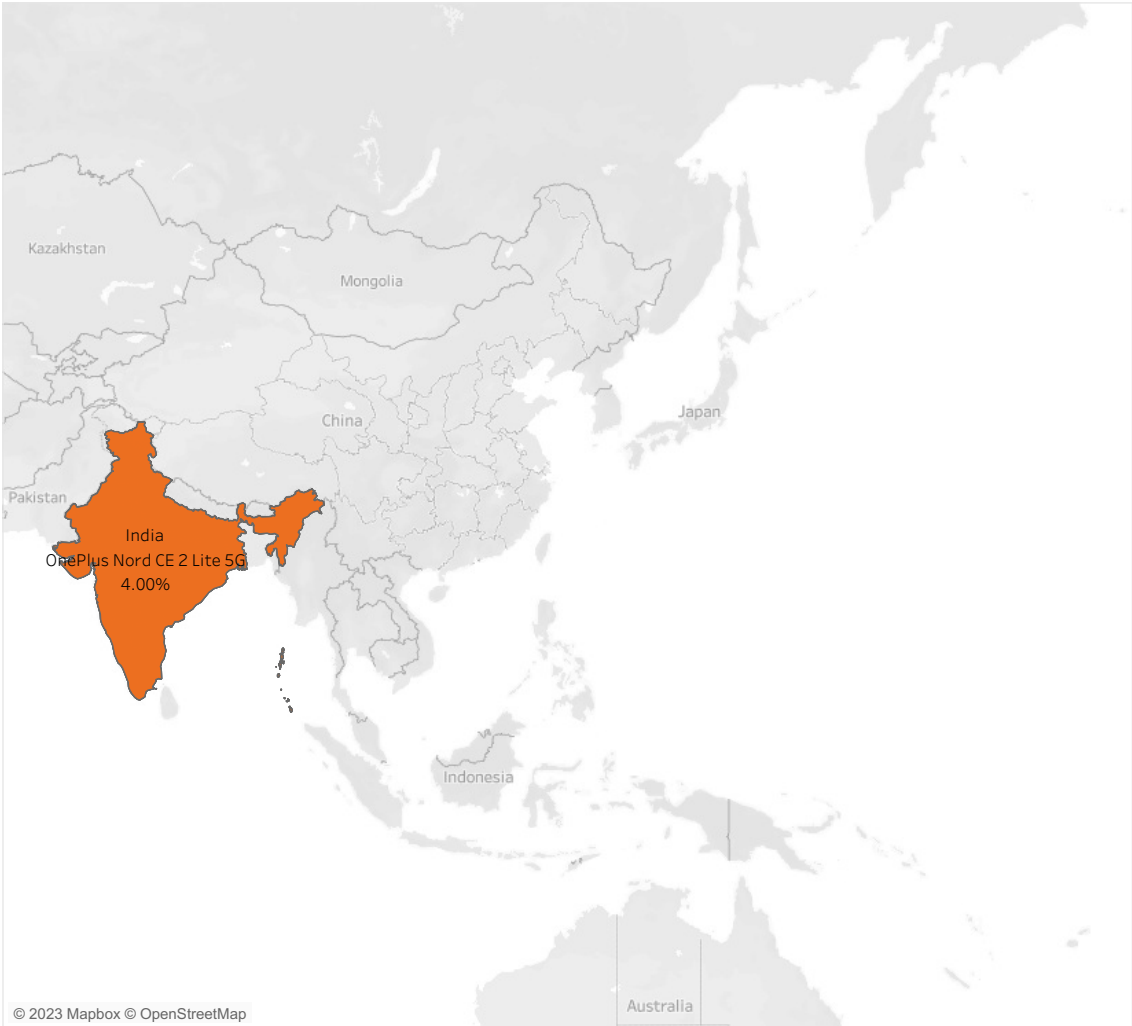 Kazakhstan
Mongolia
China
Japan
Pakistan
India
OnePlus Nord CE 2 Lite 5G
4.00%
Indonesia
Australia
© 2023 Mapbox © OpenStreetMap